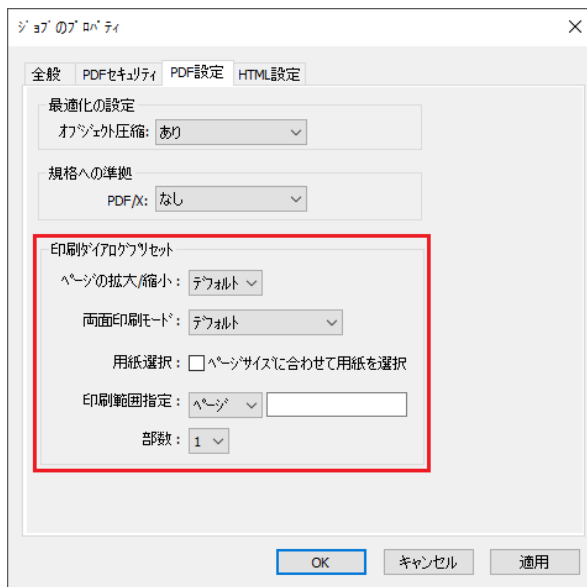 ｼﾞｮﾌﾞのﾌﾟﾛﾊﾟﾃｨ
全般 PDFｾｷｭﾘﾃｨ PDF設定 HTML設定
最適化の設定
ｵﾌﾞｼﾞｪｸﾄ圧縮: あり
規格への準拠
PDF/X: なし
印刷ﾀﾞｲｱﾛｸﾞﾌﾟﾘｾｯﾄ
ﾍﾟｰｼﾞの拡大/縮小： ﾃﾞﾌｫﾙﾄ
両面印刷ﾓｰﾄﾞ： ﾃﾞﾌｫﾙﾄ
用紙選択： ﾍﾟｰｼﾞｻｲｽﾞに合わせて用紙を選択
印刷範囲指定： ﾍﾟｰｼﾞ
部数： 1
OK ｷｬﾝｾﾙ 適用